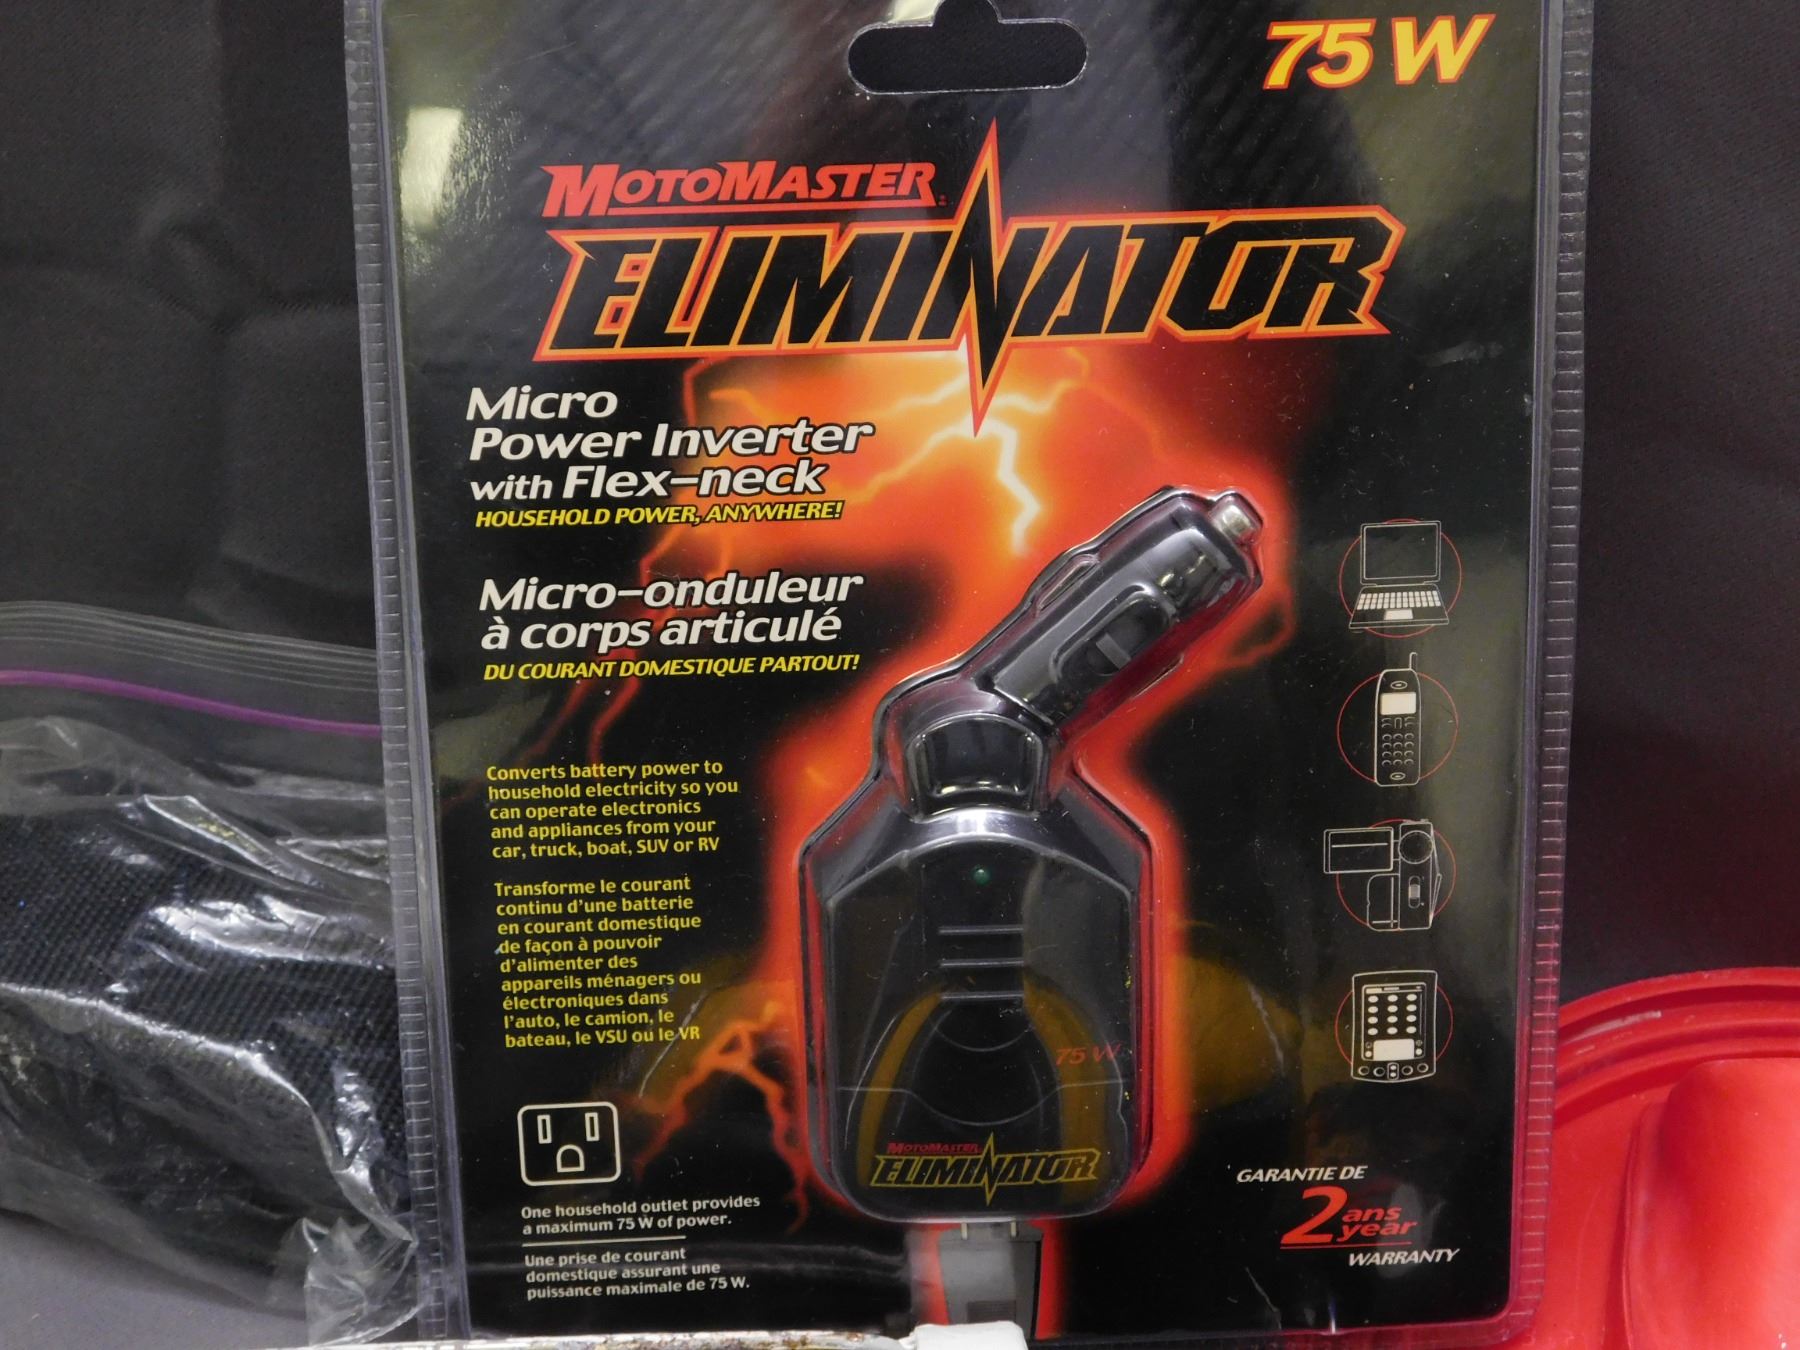 75 W
MOTOMASTER®
ELIMINATOR
Micro
Power Inverter
with Flex-neck
HOUSEHOLD POWER, ANYWHERE!
Micro-onduleur
à corps articulé
DU COURANT DOMESTIQUE PARTOUT!
Converts battery power to
household electricity so you
can operate electronics
and appliances from your
car, truck, boat, SUV or RV
Transforme le courant
continu d'une batterie
en courant domestique
de façon à pouvoir
d'alimenter des
appareils ménagers ou
électroniques dans
l'auto, le camion, le
bateau, le VSU ou le VR
75 W
MOTOMASTER
ELIMINATOR
One household outlet provides
a maximum 75 W of power.
Une prise de courant
domestique assurant une
puissance maximale de 75 W.
GARANTIE DE
2 ans
year
WARRANTY